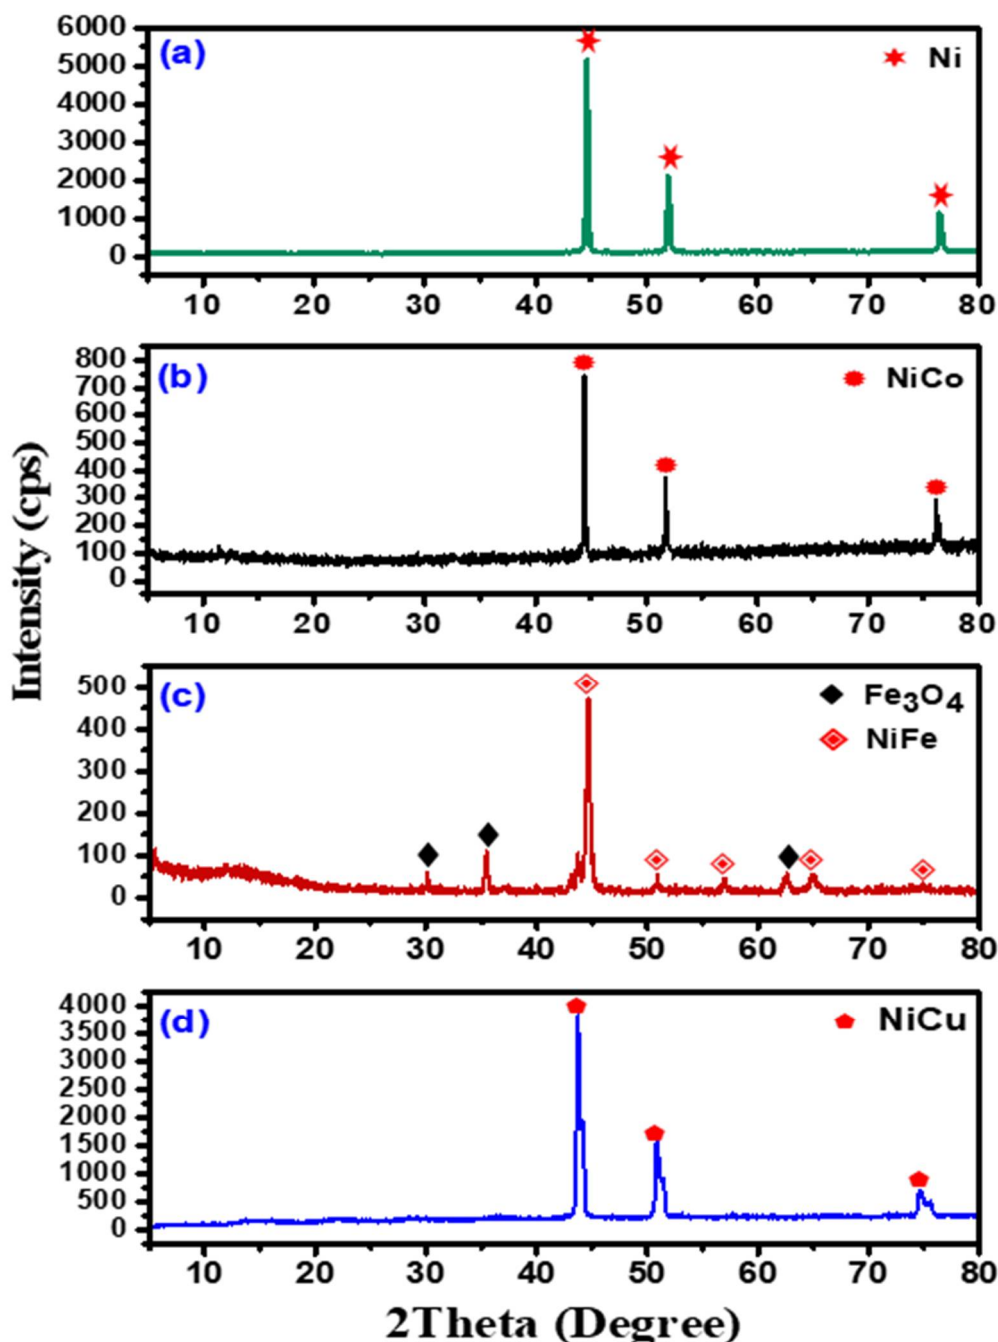 Intensity (cps)
(a)
Ni
6000
5000
4000
3000
2000
1000
0
10 20 30 40 50 60 70 80
(b)
NiCo
800
700
600
500
400
300
200
100
0
10 20 30 40 50 60 70 80
(c)
Fe₃O₄
NiFe
500
400
300
200
100
0
10 20 30 40 50 60 70 80
(d)
NiCu
4000
3500
3000
2500
2000
1500
1000
500
0
10 20 30 40 50 60 70 80
2Theta (Degree)